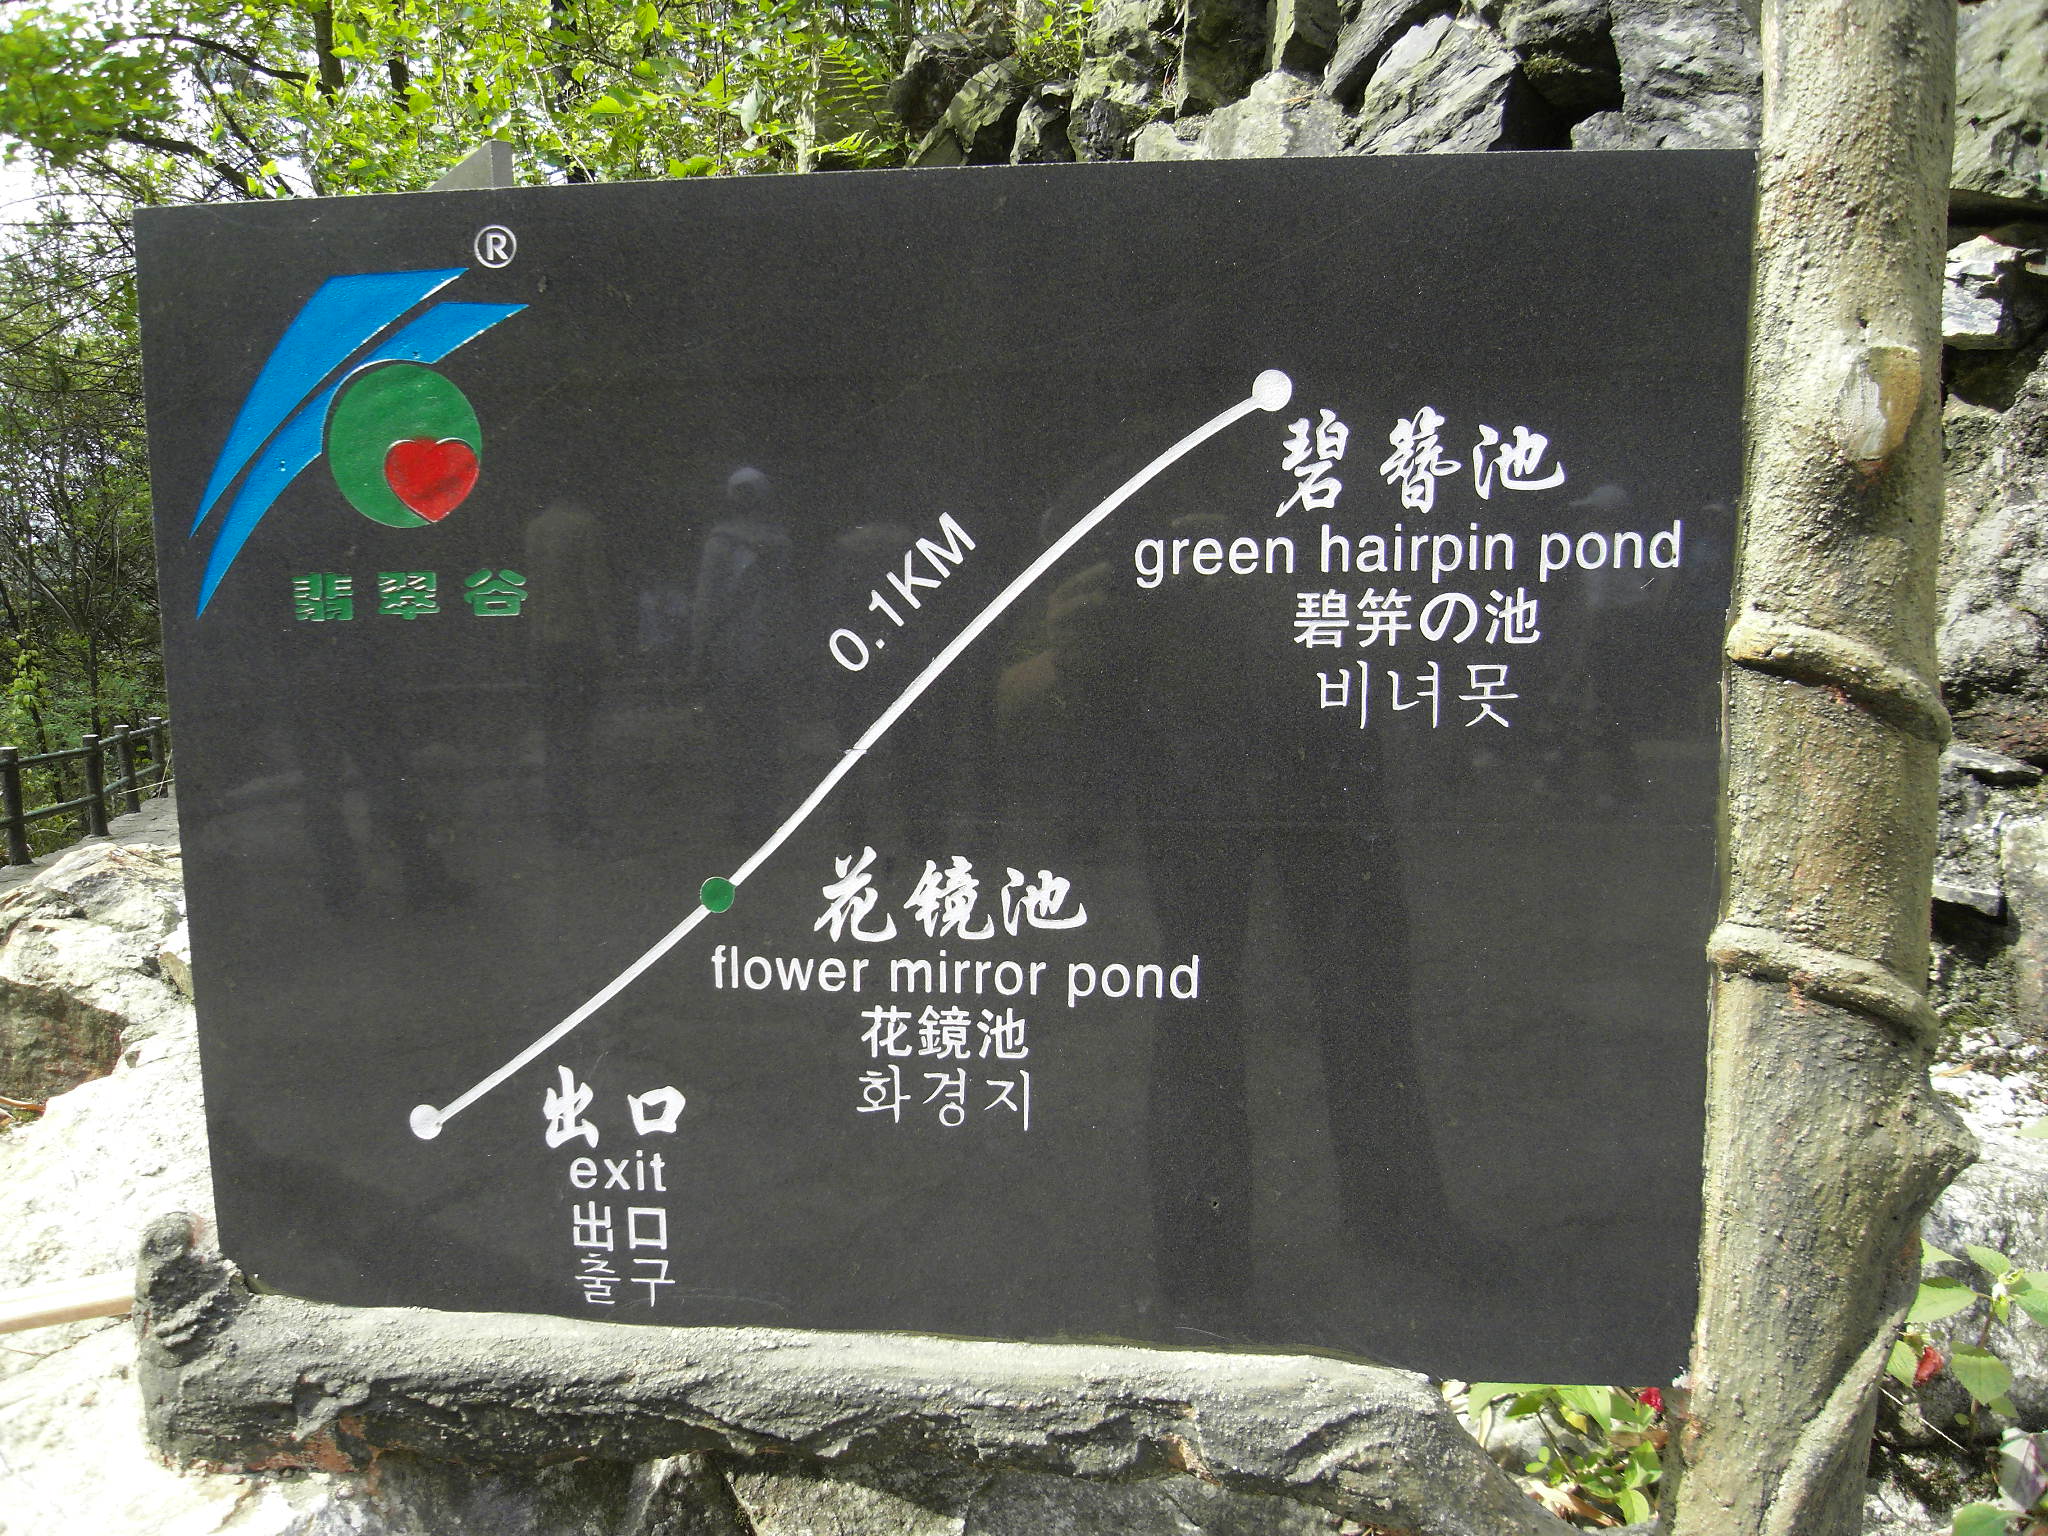 ®
翡翠谷
碧簪池
green hairpin pond
碧笄の池
비녀못
0.1KM
花镜池
flower mirror pond
花鏡池
화경지
出口
exit
出口
출구